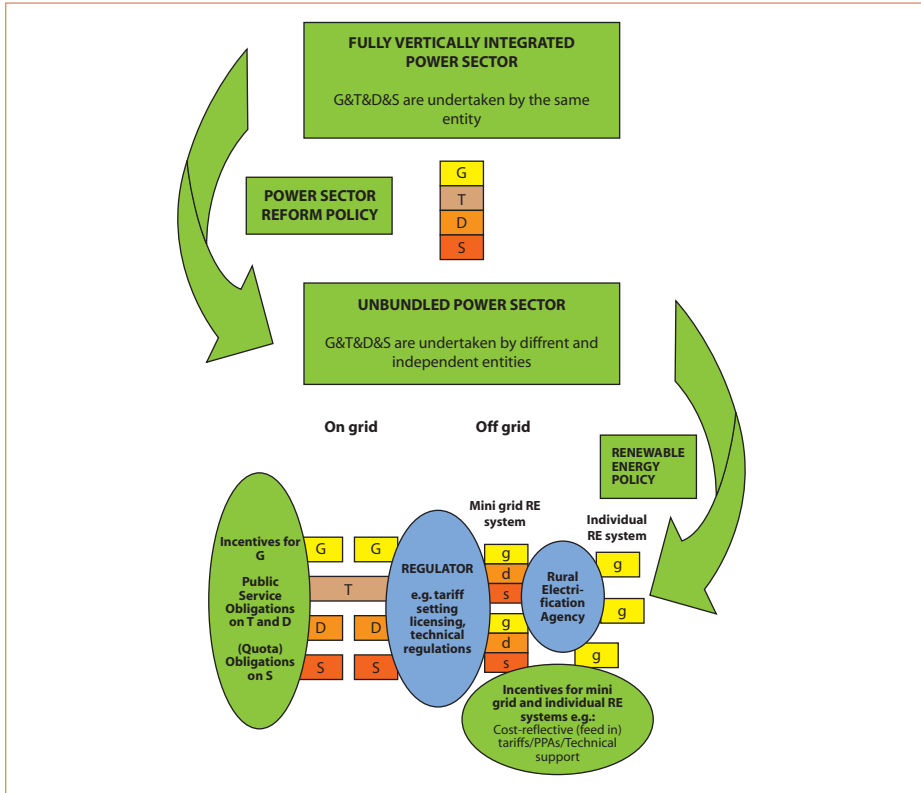 FULLY VERTICALLY INTEGRATED
POWER SECTOR
G&T&D&S are undertaken by the same
entity
G
T
D
S
POWER SECTOR
REFORM POLICY
UNBUNDLED POWER SECTOR
G&T&D&S are undertaken by diffrent and
independent entities
On grid
Off grid
RENEWABLE
ENERGY
POLICY
Mini grid RE
system
Individual
RE system
Incentives for
G
Public
Service
Obligations
on T and D
(Quota)
Obligations
on S
G
G
T
D
D
S
S
REGULATOR
e.g. tariff
setting
licensing,
technical
regulations
g
d
s
g
d
s
Rural
Electri-
fication
Agency
g
g
g
Incentives for mini
grid and individual RE
systems e.g.:
Cost-reflective (feed in)
tariffs/PPAs/Technical
support